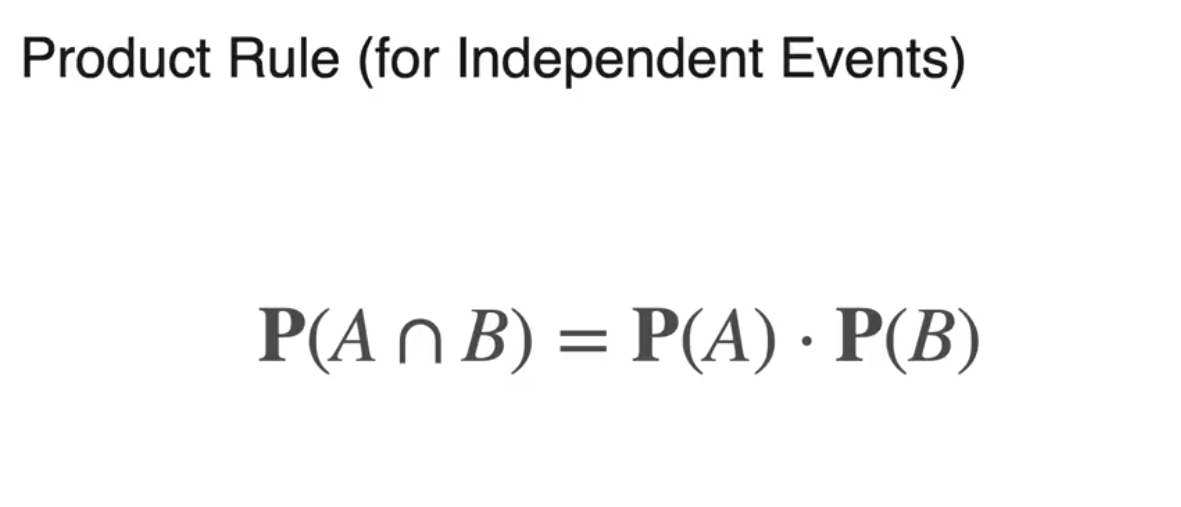 Product Rule (for Independent Events)
P(A ∩ B) = P(A) · P(B)